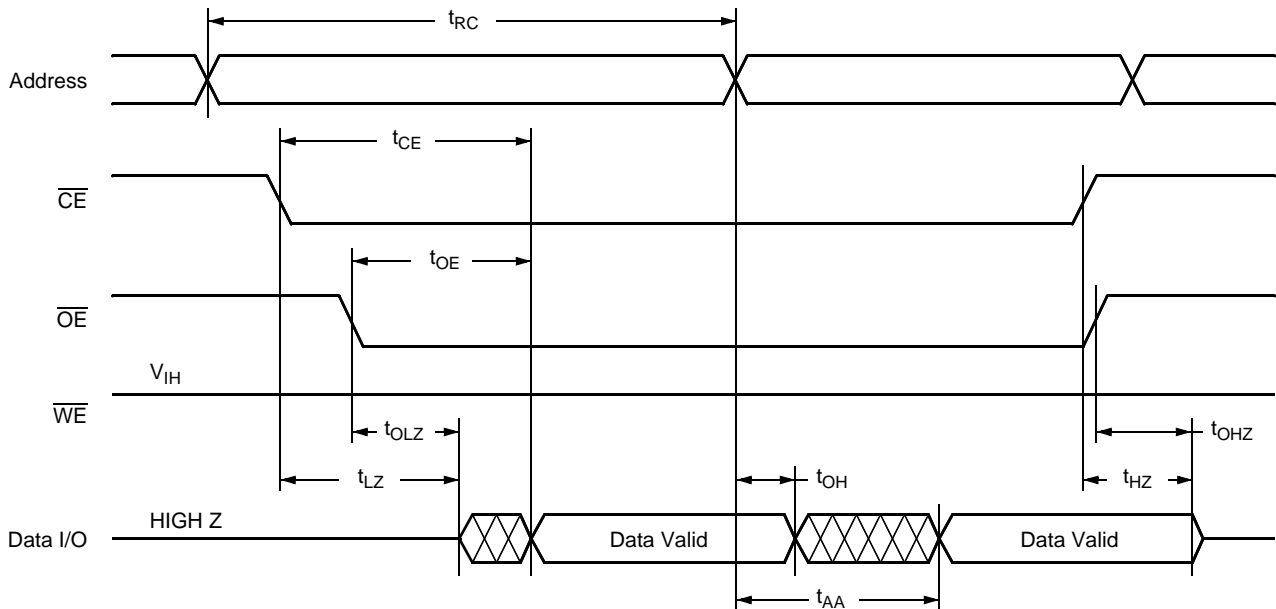 tRC
Address
tCE
CE
tOE
OE
VIH
WE
tOLZ
tOHZ
tLZ
tOH
tHZ
HIGH Z
Data I/O
Data Valid
Data Valid
tAA